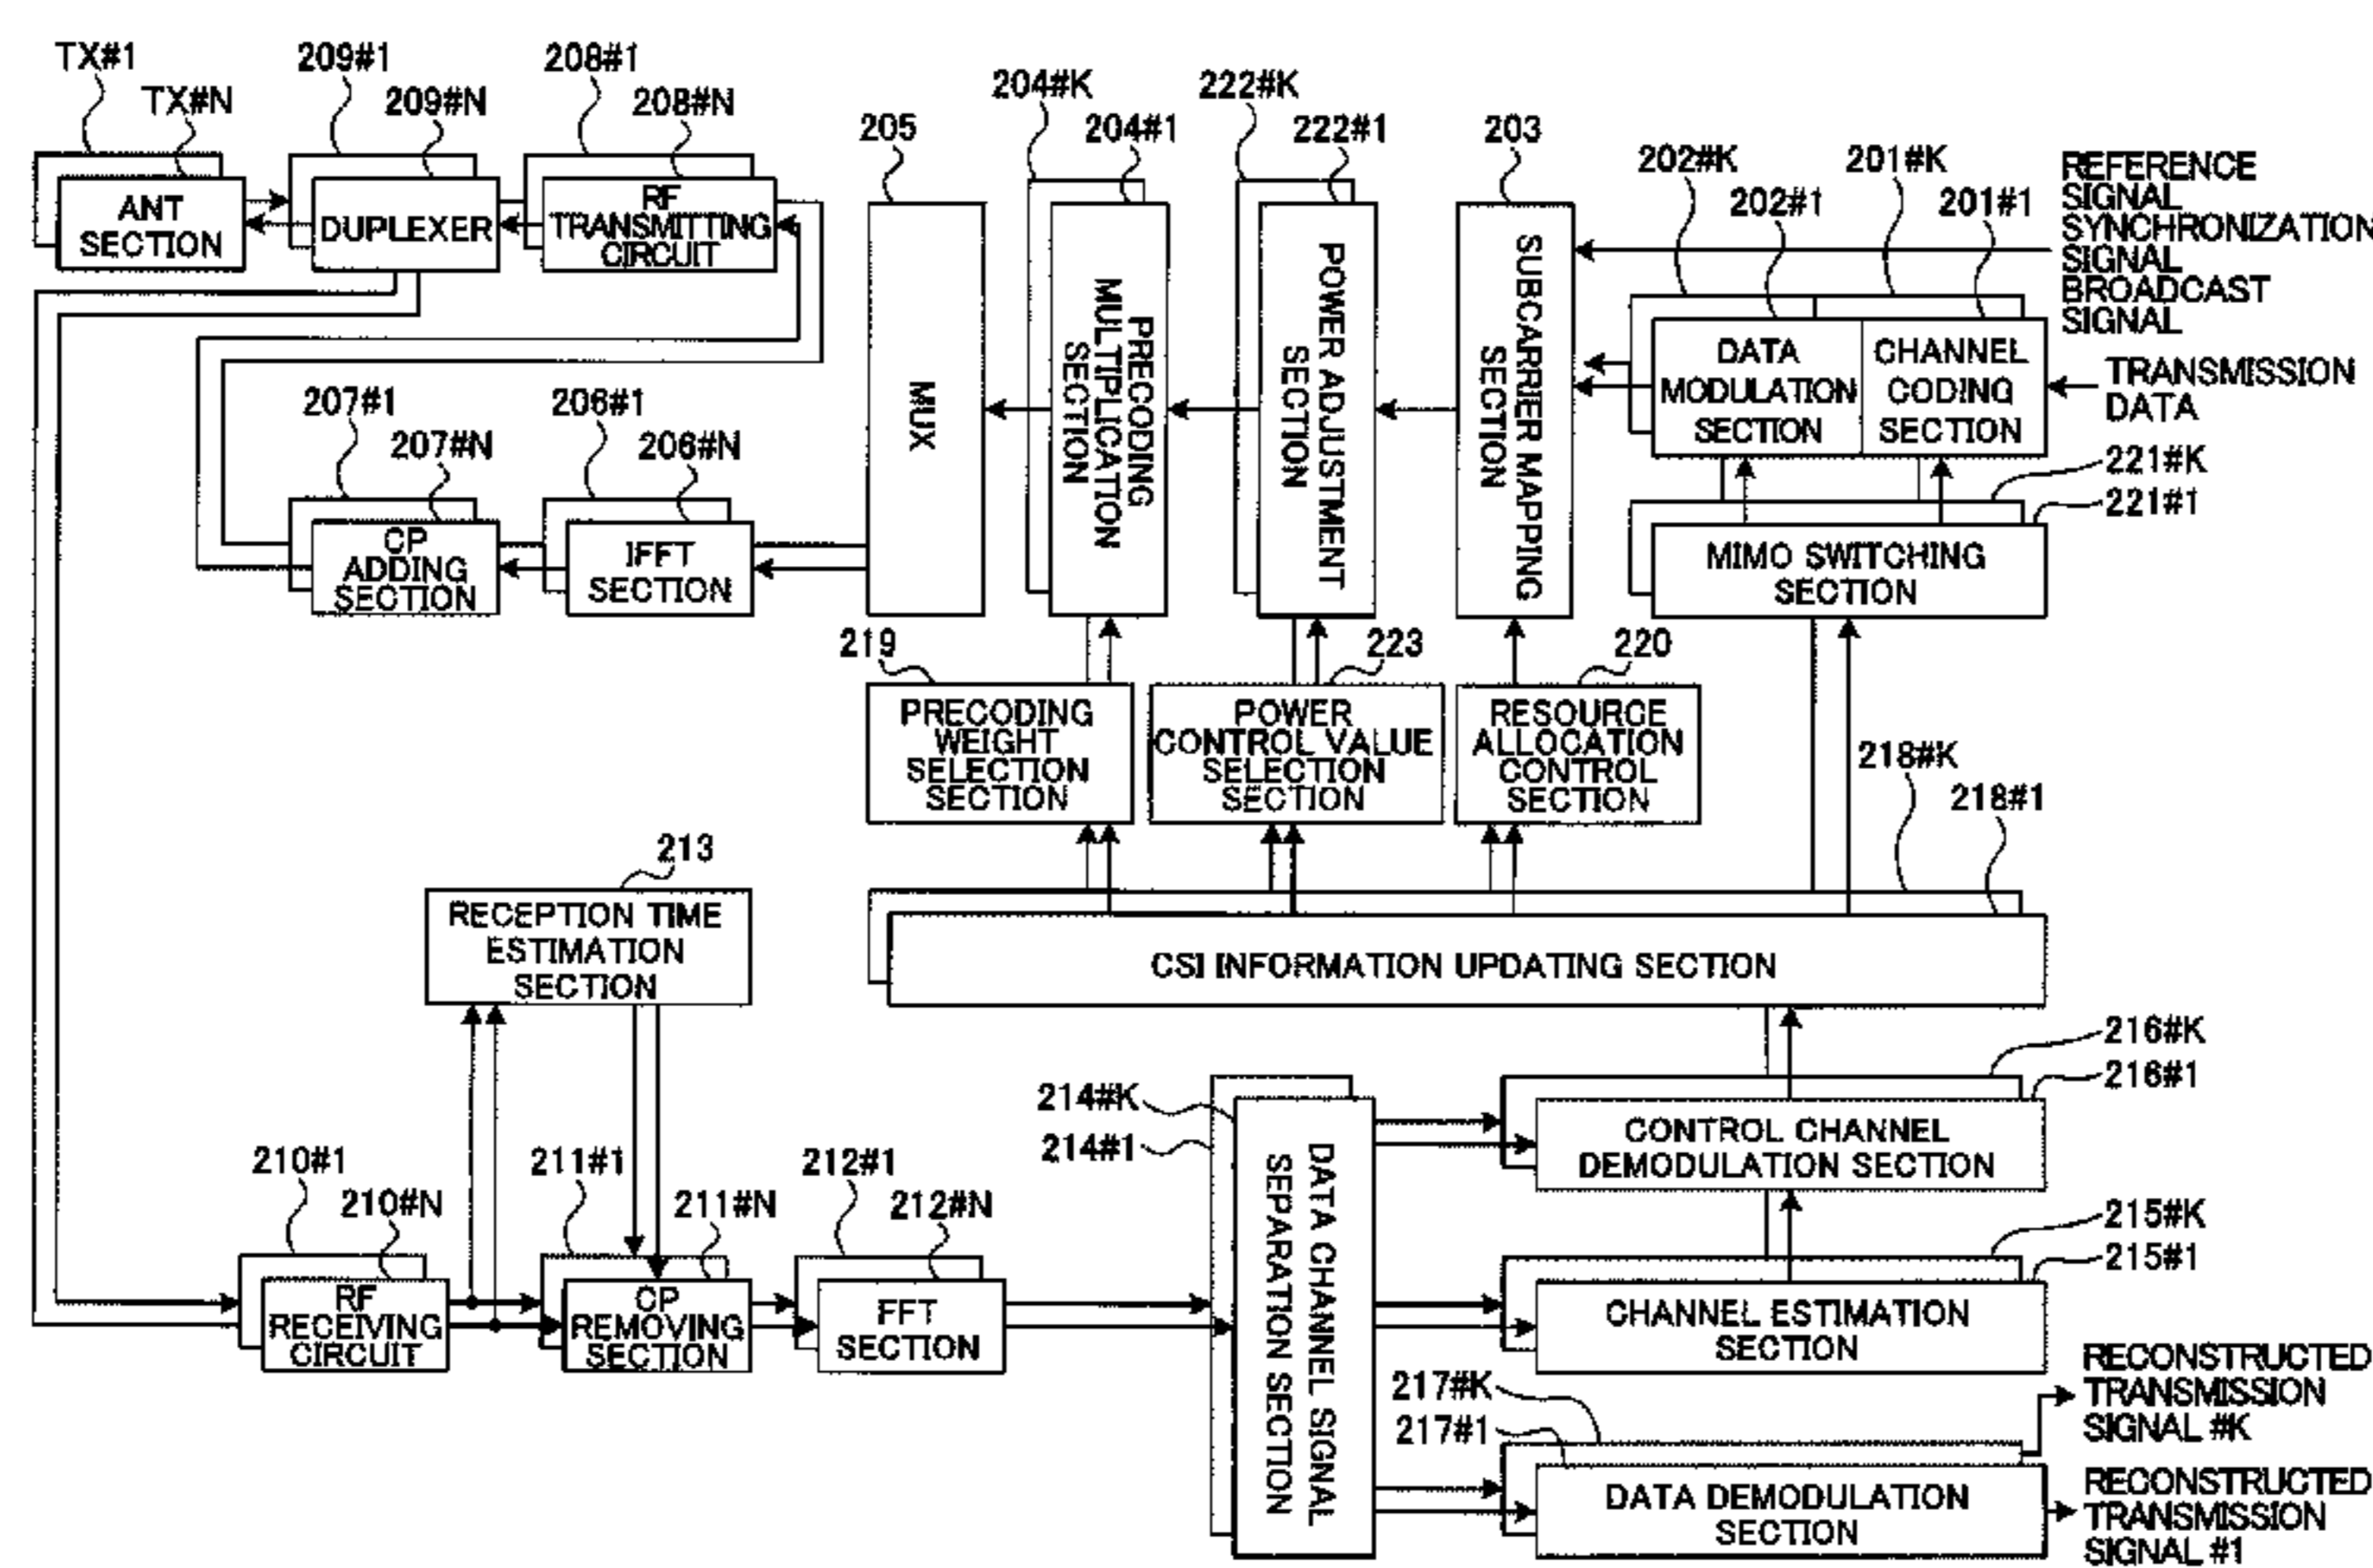 TX#1
TX#N
209#1
209#N
208#1
208#N
205
204#K
204#1
222#K
222#1
203
202#K
202#1
201#K
201#1
REFERENCE
SIGNAL
SYNCHRONIZATION
SIGNAL
BROADCAST
SIGNAL
ANT
SECTION
DUPLEXER
RF
TRANSMITTING
CIRCUIT
MUX
PRECODING
MULTIPLICATION
SECTION
POWER ADJUSTMENT
SECTION
SUBCARRIER MAPPING
SECTION
DATA
MODULATION
SECTION
CHANNEL
CODING
SECTION
TRANSMISSION
DATA
207#1
207#N
206#1
206#N
221#K
221#1
CP
ADDING
SECTION
IFFT
SECTION
MIMO SWITCHING
SECTION
219
223
220
PRECODING
WEIGHT
SELECTION
SECTION
POWER
CONTROL VALUE
SELECTION
SECTION
RESOURCE
ALLOCATION
CONTROL
SECTION
218#K
218#1
213
RECEPTION TIME
ESTIMATION
SECTION
CSI INFORMATION UPDATING SECTION
216#K
216#1
214#K
214#1
DATA CHANNEL SIGNAL
SEPARATION SECTION
CONTROL CHANNEL
DEMODULATION SECTION
210#1
210#N
211#1
211#N
212#1
212#N
215#K
215#1
RF
RECEIVING
CIRCUIT
CP
REMOVING
SECTION
FFT
SECTION
CHANNEL ESTIMATION
SECTION
217#K
217#1
RECONSTRUCTED
TRANSMISSION
SIGNAL #K
DATA DEMODULATION
SECTION
RECONSTRUCTED
TRANSMISSION
SIGNAL #1